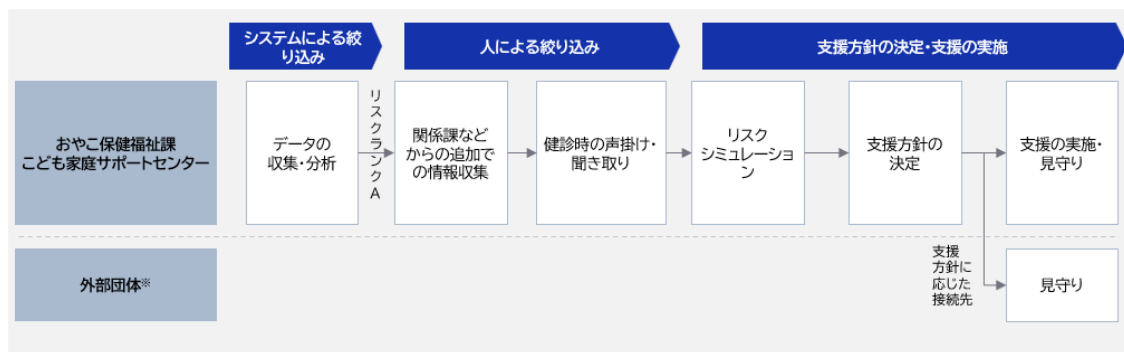 システムによる絞
り込み
人による絞り込み
支援方針の決定・支援の実施
おやこ保健福祉課
こども家庭サポートセンター
データの
収集・分析
リスクランクA
関係課など
からの追加で
の情報収集
健診時の声掛け・
聞き取り
リスク
シミュレーショ
ン
支援方針の
決定
支援の実施・
見守り
外部団体※
支援
方針に
応じた
接続先
見守り